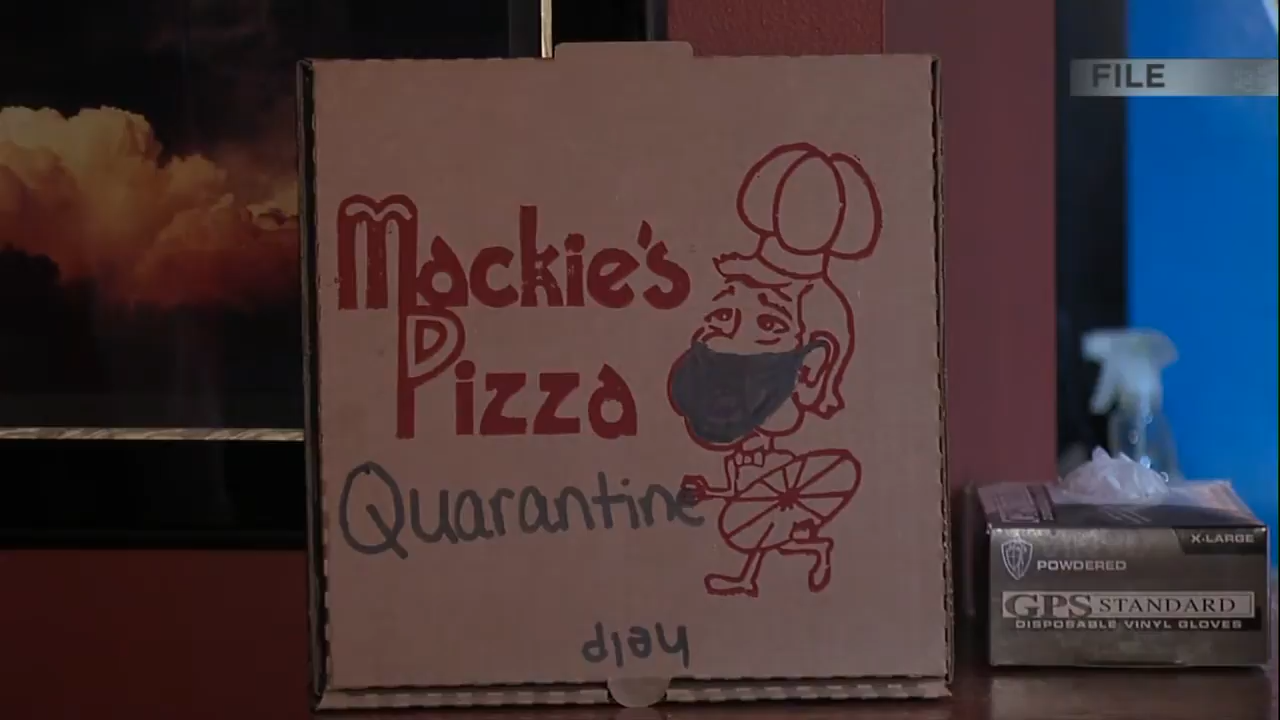 FILE
Mackie's
Pizza
Quarantine
help
X-LARGE
POWDERED
GPS STANDARD
DISPOSABLE VINYL GLOVES